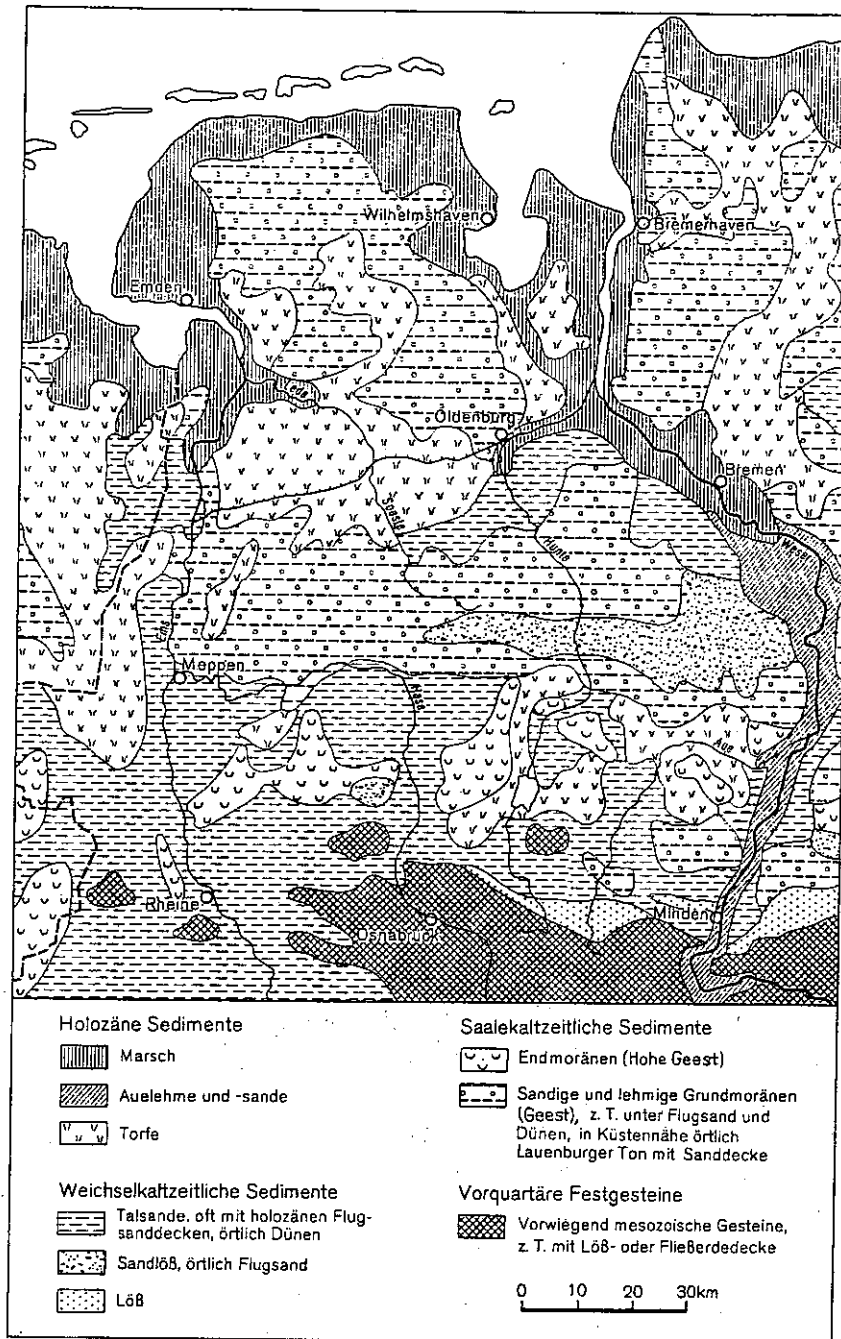 Wilhelmshaven
Bremerhaven
Emden
Leda
Oldenburg
Bremen
Soeste
Hunte
Weser
Ems
Meppen
Hase
Aue
Rheine
Osnabrück
Minden
Holozäne Sedimente
Marsch
Auelehme und -sande
Torfe
Weichselkaltzeitliche Sedimente
Talsande, oft mit holozänen Flug-
sanddecken, örtlich Dünen
Sandlöß, örtlich Flugsand
Löß
Saalekaltzeitliche Sedimente
Endmoränen (Hohe Geest)
Sandige und lehmige Grundmoränen
(Geest), z. T. unter Flugsand und
Dünen, in Küstennähe örtlich
Lauenburger Ton mit Sanddecke
Vorquartäre Festgesteine
Vorwiegend mesozoische Gesteine,
z. T. mit Löß- oder Fließerdedecke
0 10 20 30km